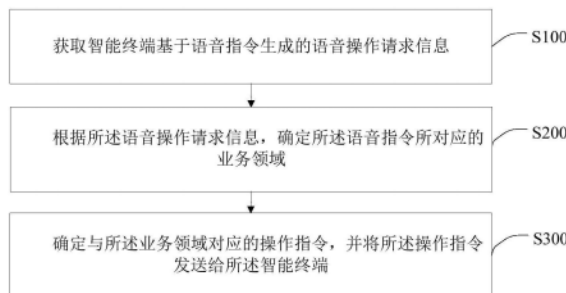 获取智能终端基于语音指令生成的语音操作请求信息
S100
根据所述语音操作请求信息，确定所述语音指令所对应的
业务领域
S200
确定与所述业务领域对应的操作指令，并将所述操作指令
发送给所述智能终端
S300